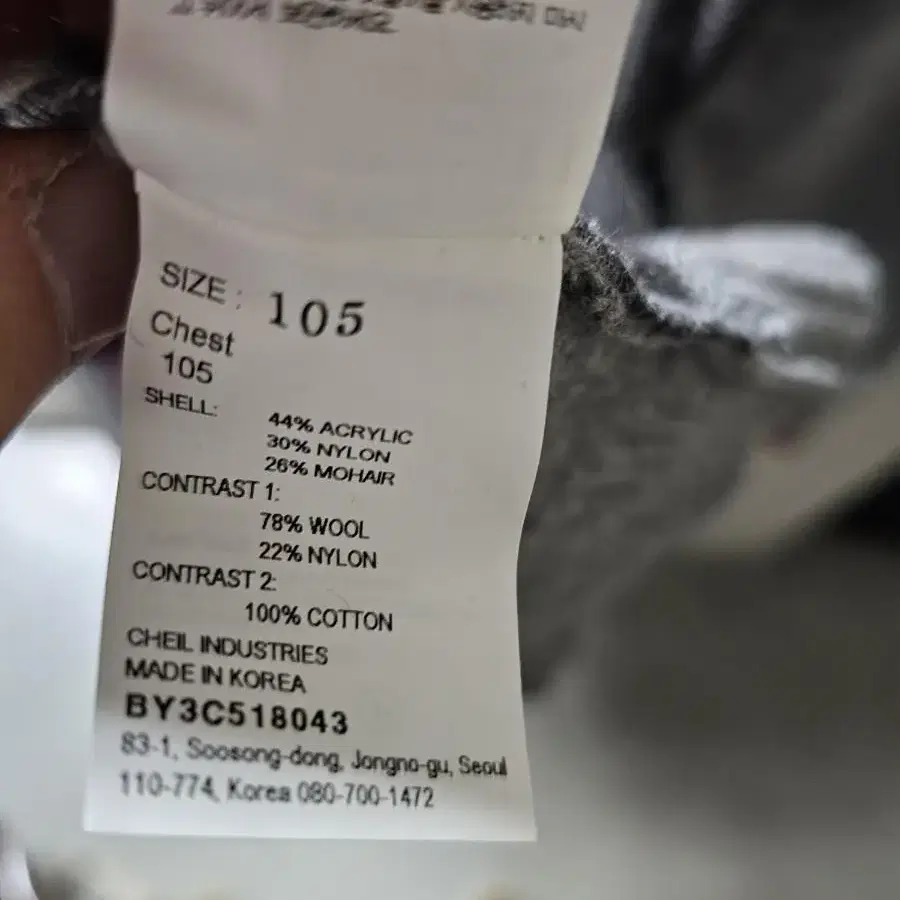 SIZE : 105
Chest
105
SHELL:
44% ACRYLIC
30% NYLON
26% MOHAIR
CONTRAST 1:
78% WOOL
22% NYLON
CONTRAST 2:
100% COTTON
CHEIL INDUSTRIES
MADE IN KOREA
BY3C518043
83-1, Soosong-dong, Jongno-gu, Seoul
110-774, Korea 080-700-1472